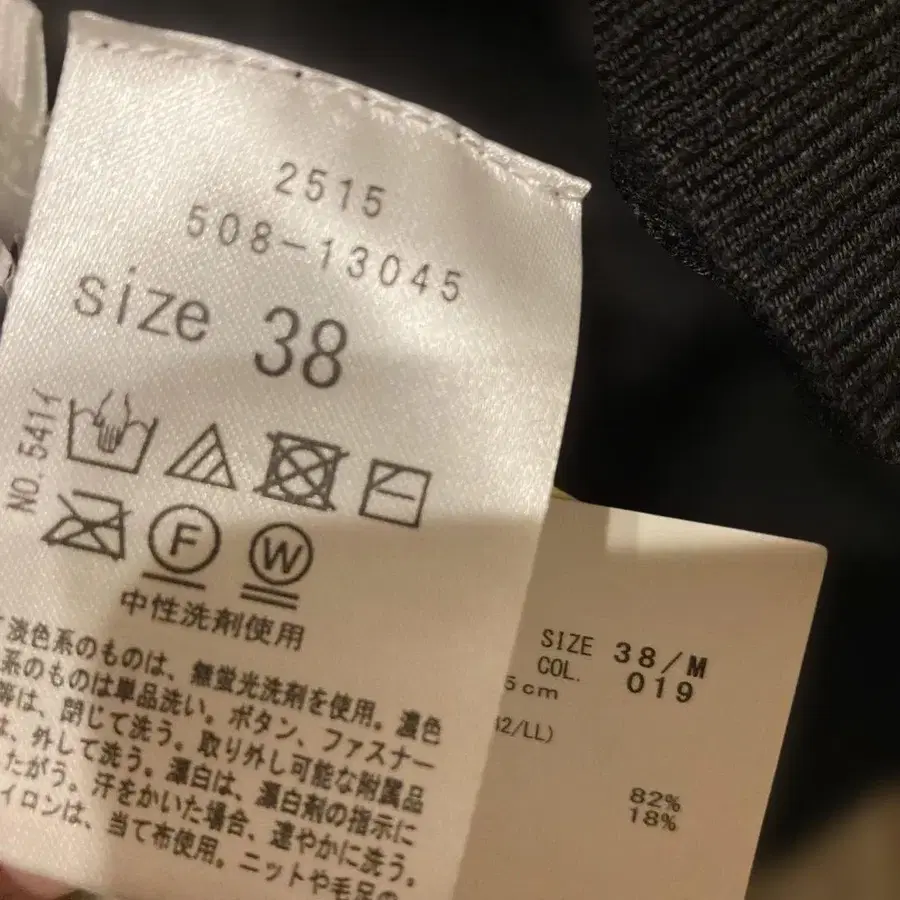 2515
508-13045
size 38
NO.5414
F
W
中性洗剤使用
淡色系のものは、無蛍光洗剤を使用。濃色
系のものは単品洗い。ボタン、ファスナー
等は、閉じて洗う。取り外し可能な附属品
は、外して洗う。漂白は、漂白剤の指示に
たがう。汗をかいた場合、速やかに洗う。
イロンは、当て布使用。ニットや毛足の
SIZE 38/M
COL. 019
5cm
2/LL)
82%
18%